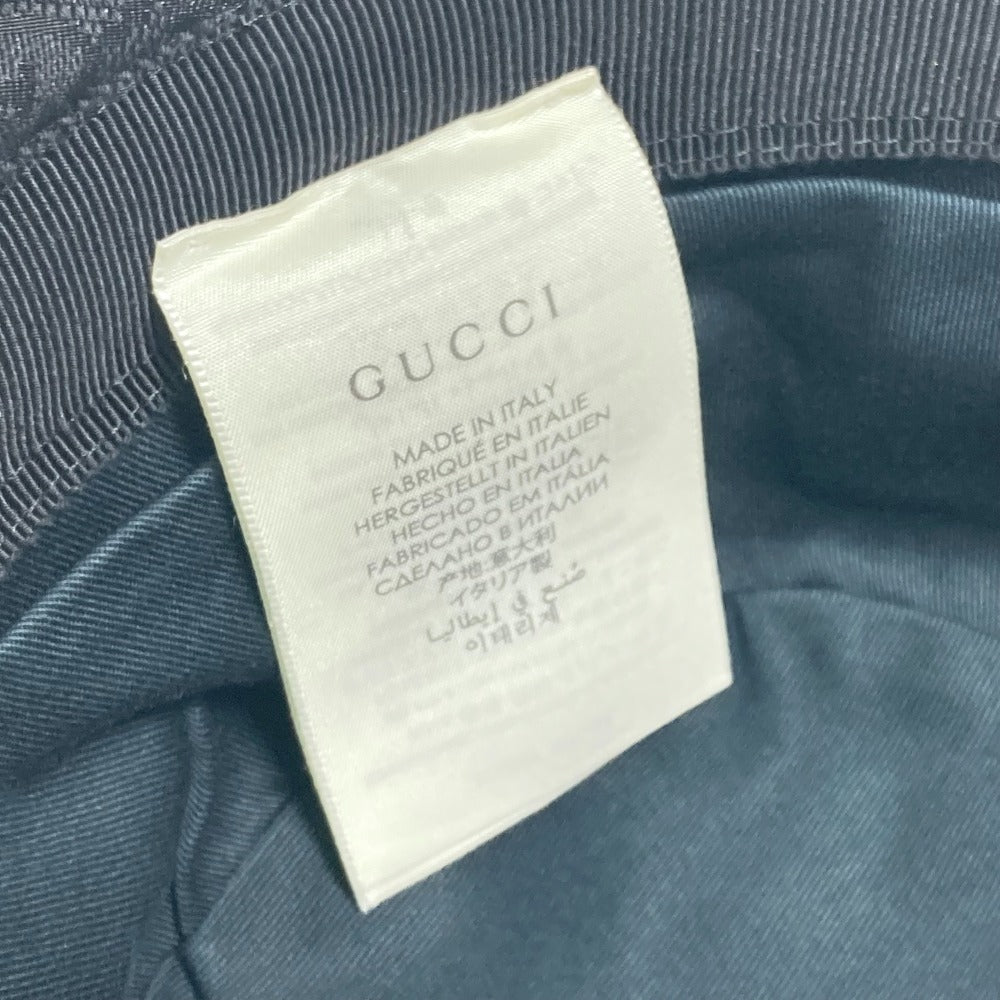 GUCCI
MADE IN ITALY
FABRIQUÉ EN ITALIE
HERGESTELLT IN ITALIEN
HECHO EN ITALIA
FABRICADO EM ITÁLIA
СДЕЛАНО В ИТАЛИИ
产地:意大利
イタリア製
صُنع في إيطاليا
이태리제